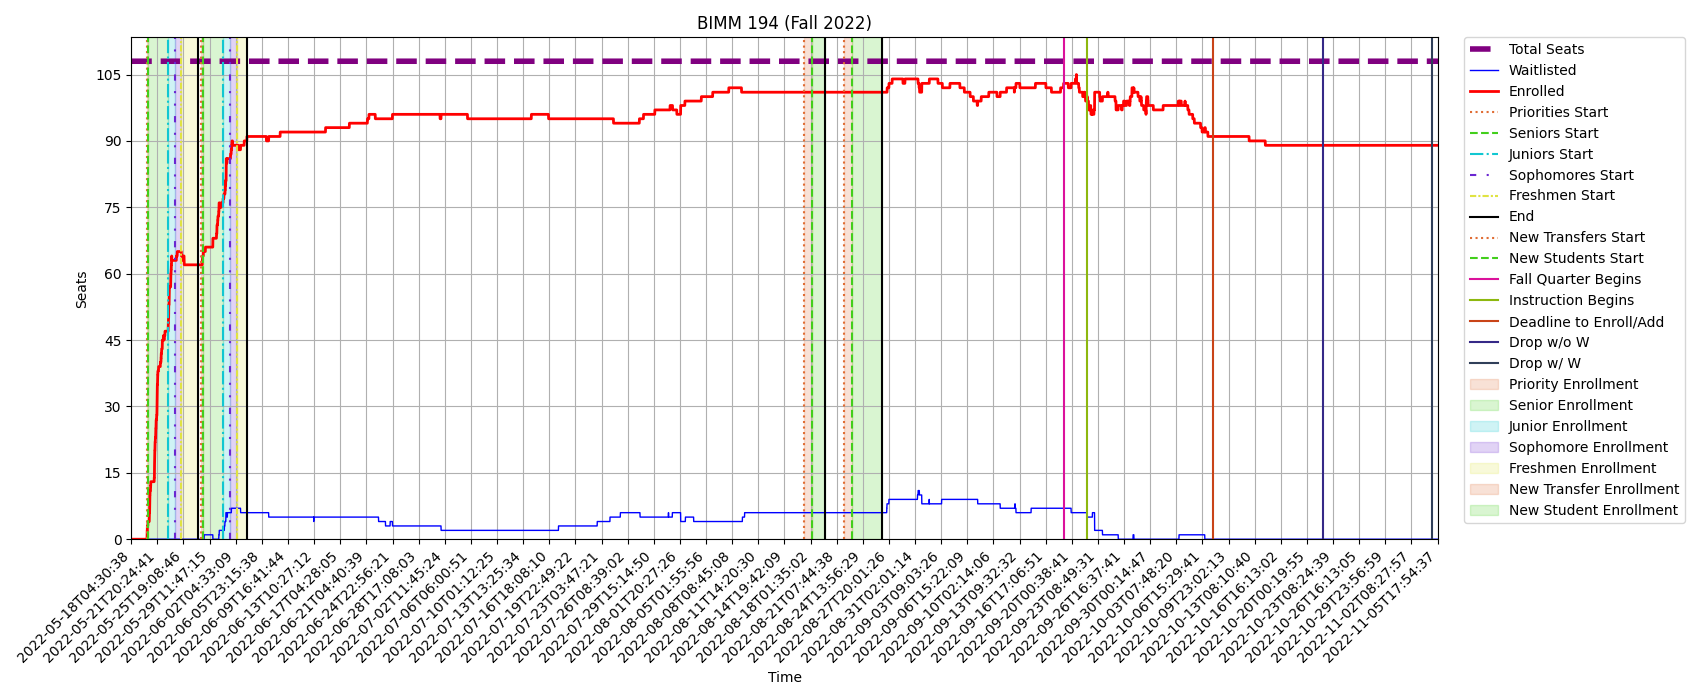 BIMM 194 (Fall 2022)
Seats
105
90
75
60
45
30
15
0
2022-05-18T04:30:38
2022-05-21T20:24:41
2022-05-25T19:08:46
2022-05-29T11:47:15
2022-06-02T04:33:09
2022-06-05T23:15:38
2022-06-09T16:41:44
2022-06-13T10:27:12
2022-06-17T04:28:05
2022-06-21T04:40:39
2022-06-24T22:56:21
2022-06-28T17:08:03
2022-07-02T11:45:24
2022-07-06T06:00:51
2022-07-10T01:12:25
2022-07-13T13:25:34
2022-07-16T18:08:10
2022-07-19T22:49:22
2022-07-23T03:47:21
2022-07-26T08:39:02
2022-07-29T15:14:50
2022-08-01T20:27:26
2022-08-05T01:55:56
2022-08-08T08:45:08
2022-08-11T14:20:30
2022-08-14T19:42:09
2022-08-18T01:35:02
2022-08-21T07:44:38
2022-08-24T13:56:29
2022-08-27T20:01:26
2022-08-31T02:01:14
2022-09-03T09:03:26
2022-09-06T15:22:09
2022-09-10T02:14:06
2022-09-13T09:32:32
2022-09-16T17:06:51
2022-09-20T00:38:41
2022-09-23T08:49:31
2022-09-26T16:37:41
2022-09-30T00:14:47
2022-10-03T07:48:20
2022-10-06T15:29:41
2022-10-09T23:02:13
2022-10-13T08:10:40
2022-10-16T16:13:02
2022-10-20T00:19:55
2022-10-23T08:24:39
2022-10-26T16:13:05
2022-10-29T23:56:59
2022-11-02T08:27:57
2022-11-05T17:54:37
Time
Total Seats
Waitlisted
Enrolled
Priorities Start
Seniors Start
Juniors Start
Sophomores Start
Freshmen Start
End
New Transfers Start
New Students Start
Fall Quarter Begins
Instruction Begins
Deadline to Enroll/Add
Drop w/o W
Drop w/ W
Priority Enrollment
Senior Enrollment
Junior Enrollment
Sophomore Enrollment
Freshmen Enrollment
New Transfer Enrollment
New Student Enrollment